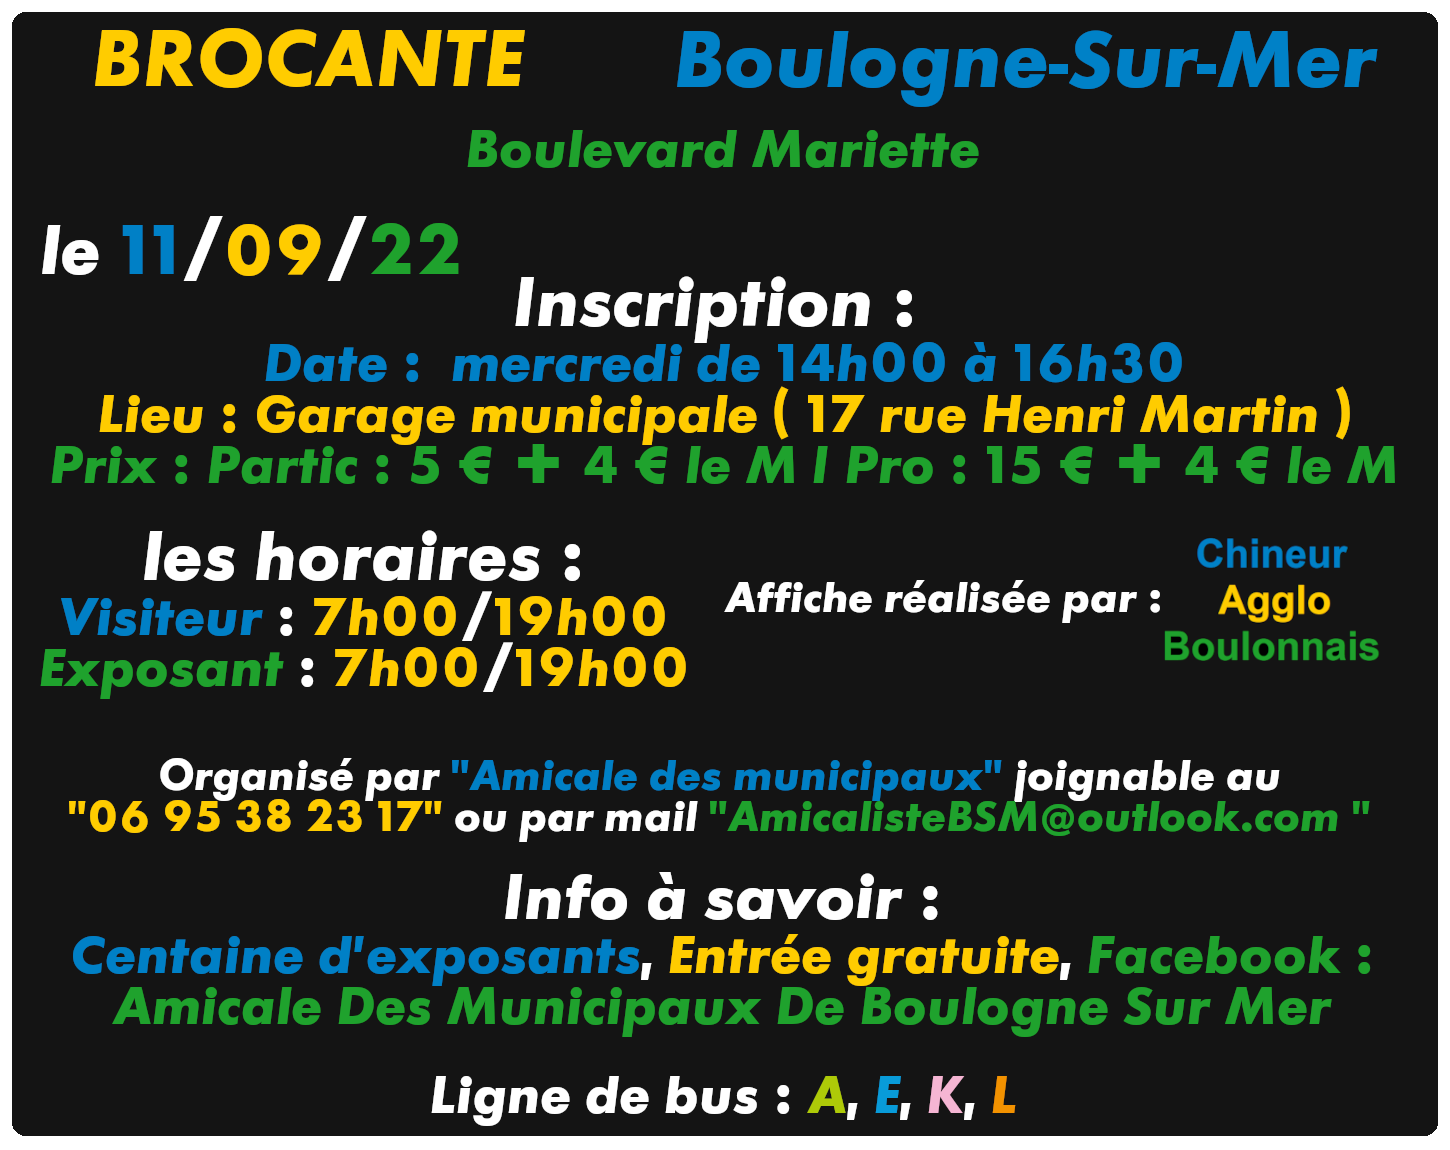 BROCANTE Boulogne-Sur-Mer
Boulevard Mariette
le 11/09/22
Inscription :
Date : mercredi de 14h00 à 16h30
Lieu : Garage municipale ( 17 rue Henri Martin )
Prix : Partic : 5 € + 4 € le M l Pro : 15 € + 4 € le M
les horaires :
Visiteur : 7h00/19h00
Exposant : 7h00/19h00
Affiche réalisée par :
Chineur
Agglo
Boulonnais
Organisé par "Amicale des municipaux" joignable au
"06 95 38 23 17" ou par mail "AmicalisteBSM@outlook.com "
Info à savoir :
Centaine d'exposants, Entrée gratuite, Facebook :
Amicale Des Municipaux De Boulogne Sur Mer
Ligne de bus : A, E, K, L